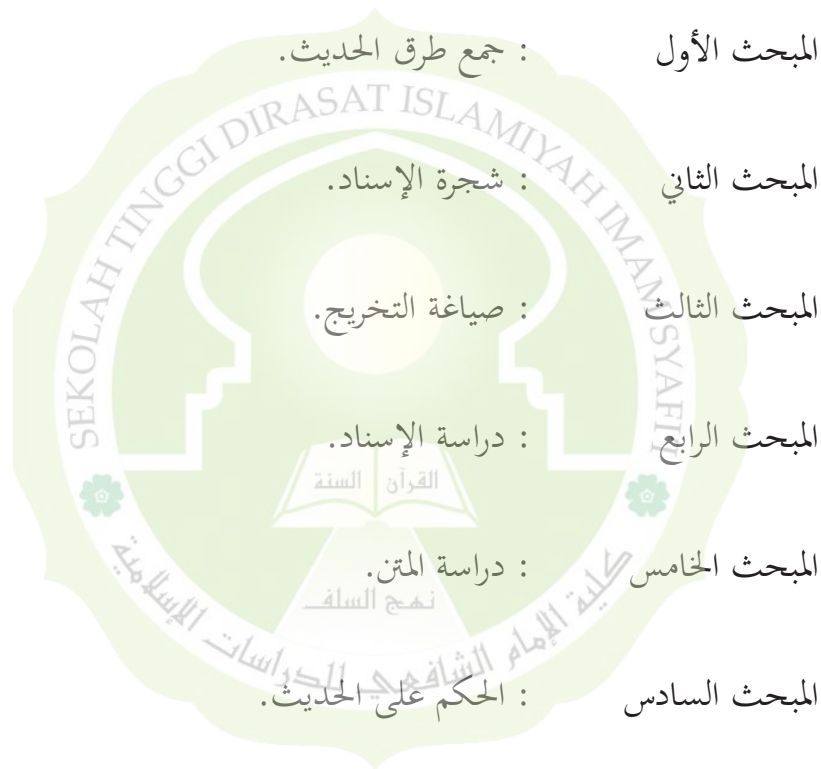 المبحث الأول : جمع طرق الحديث.
المبحث الثاني : شجرة الإسناد.
المبحث الثالث : صياغة التخريج.
المبحث الرابع : دراسة الإسناد.
المبحث الخامس : دراسة المتن.
المبحث السادس : الحكم على الحديث.
SEKOLAH TINGGI DIRASAT ISLAMIYAH IMAM SYAFI'I
القرآن السنة
نهج السلف
كلية الإمام الشافعي للدراسات الإسلامية